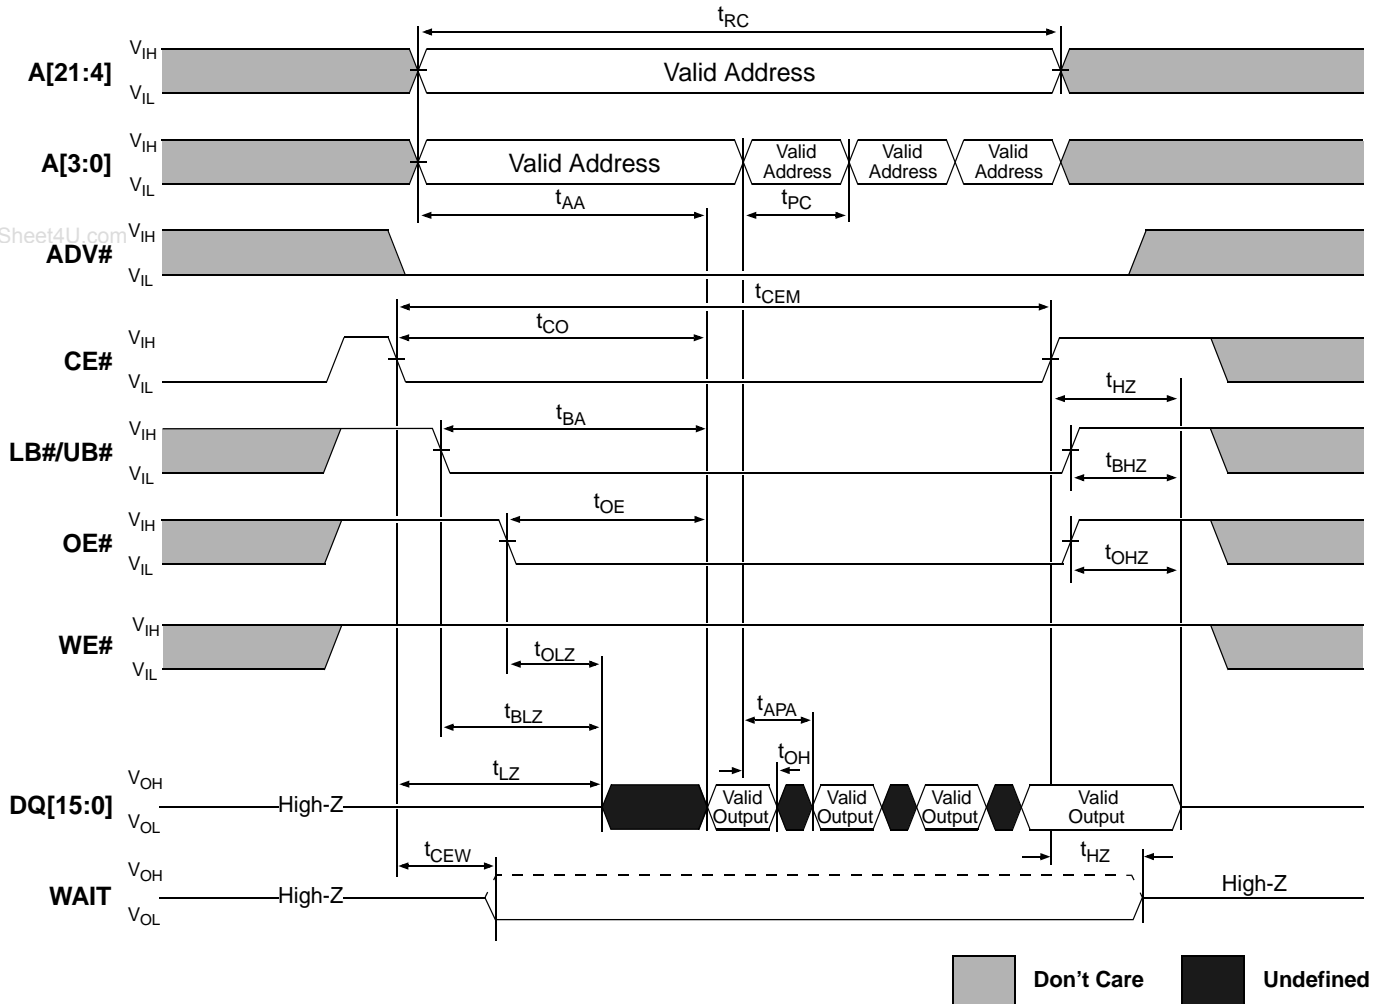 tRC
VIH
A[21:4]
Valid Address
VIL
VIH
A[3:0]
Valid Address
Valid Address
Valid Address
Valid Address
VIL
tAA
tPC
Sheet4U.com
VIH
ADV#
VIL
tCEM
tCO
VIH
CE#
VIL
tHZ
tBA
VIH
LB#/UB#
VIL
tBHZ
tOE
VIH
OE#
VIL
tOHZ
VIH
WE#
VIL
tOLZ
tBLZ
tAPA
tOH
tLZ
VOH
DQ[15:0]
High-Z
Valid Output
Valid Output
Valid Output
Valid Output
VOL
tCEW
tHZ
VOH
WAIT
High-Z
High-Z
VOL
Don't Care
Undefined